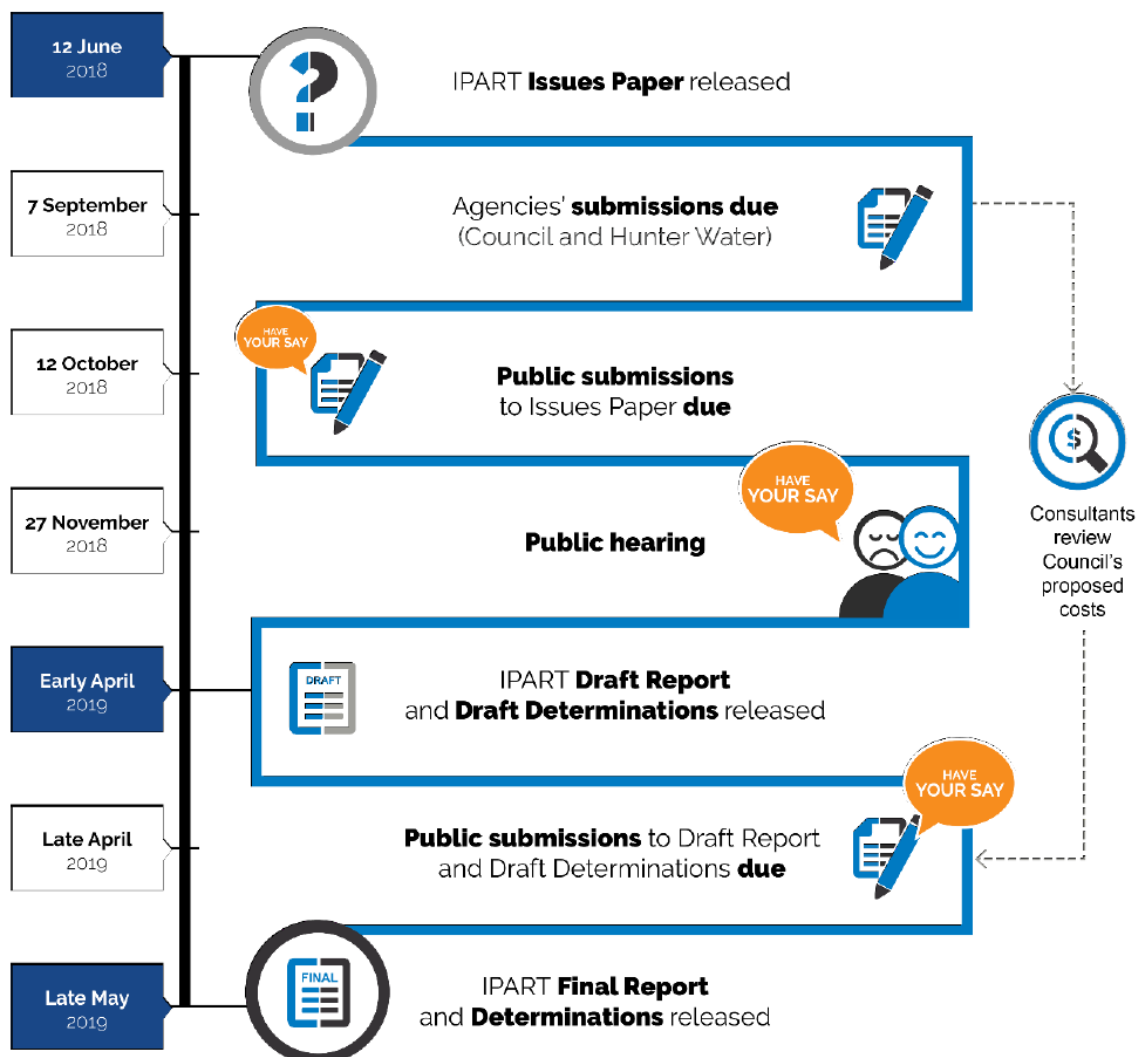 12 June
2018
IPART Issues Paper released
7 September
2018
Agencies' submissions due
(Council and Hunter Water)
12 October
2018
HAVE
YOUR SAY
Public submissions
to Issues Paper due
27 November
2018
Public hearing
HAVE
YOUR SAY
$
Consultants
review
Council's
proposed
costs
Early April
2019
DRAFT
IPART Draft Report
and Draft Determinations released
Late April
2019
Public submissions to Draft Report
and Draft Determinations due
HAVE
YOUR SAY
Late May
2019
FINAL
IPART Final Report
and Determinations released